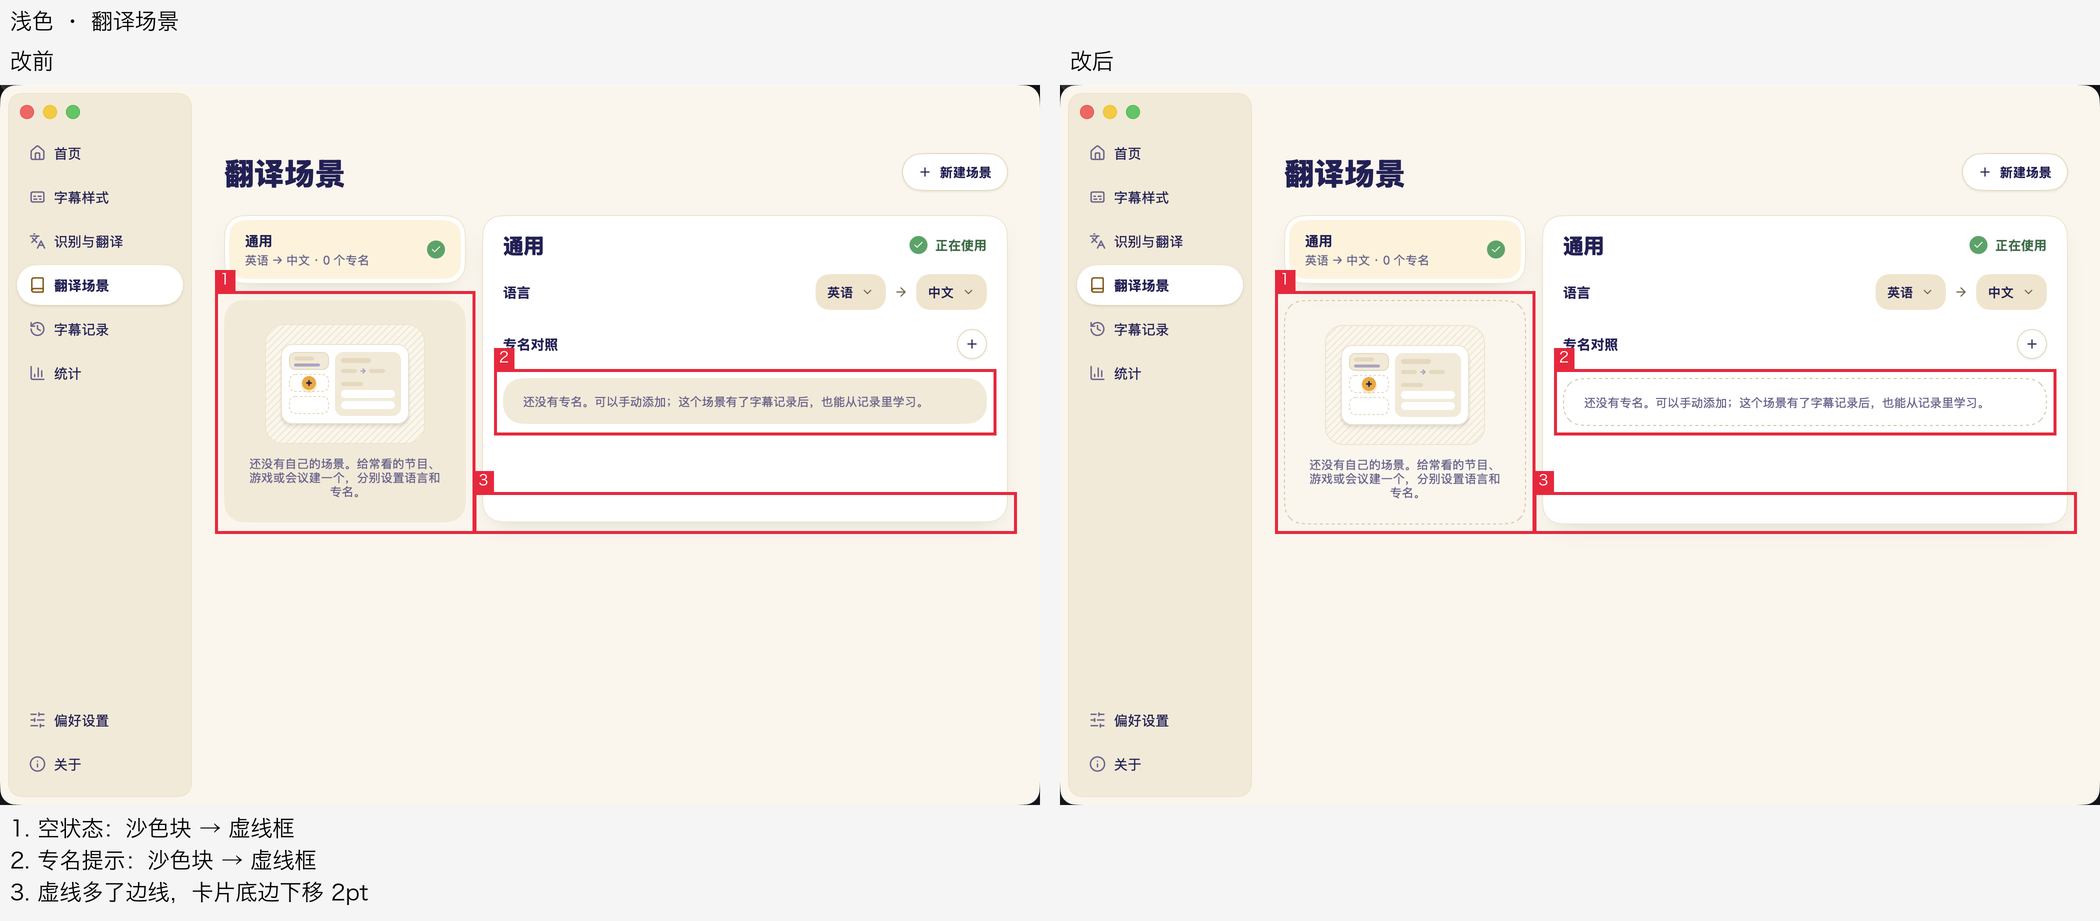 浅色 · 翻译场景
改前
改后
首页
字幕样式
识别与翻译
翻译场景
字幕记录
统计
偏好设置
关于
翻译场景
+ 新建场景
通用
英语 → 中文 · 0 个专名
1
还没有自己的场景。给常看的节目、
游戏或会议建一个，分别设置语言和
专名。
通用
正在使用
语言
英语 → 中文
专名对照
+
2
还没有专名。可以手动添加；这个场景有了字幕记录后，也能从记录里学习。
3
首页
字幕样式
识别与翻译
翻译场景
字幕记录
统计
偏好设置
关于
翻译场景
+ 新建场景
通用
英语 → 中文 · 0 个专名
1
还没有自己的场景。给常看的节目、
游戏或会议建一个，分别设置语言和
专名。
通用
正在使用
语言
英语 → 中文
专名对照
+
2
还没有专名。可以手动添加；这个场景有了字幕记录后，也能从记录里学习。
3
1. 空状态：沙色块 → 虚线框
2. 专名提示：沙色块 → 虚线框
3. 虚线多了边线，卡片底边下移 2pt